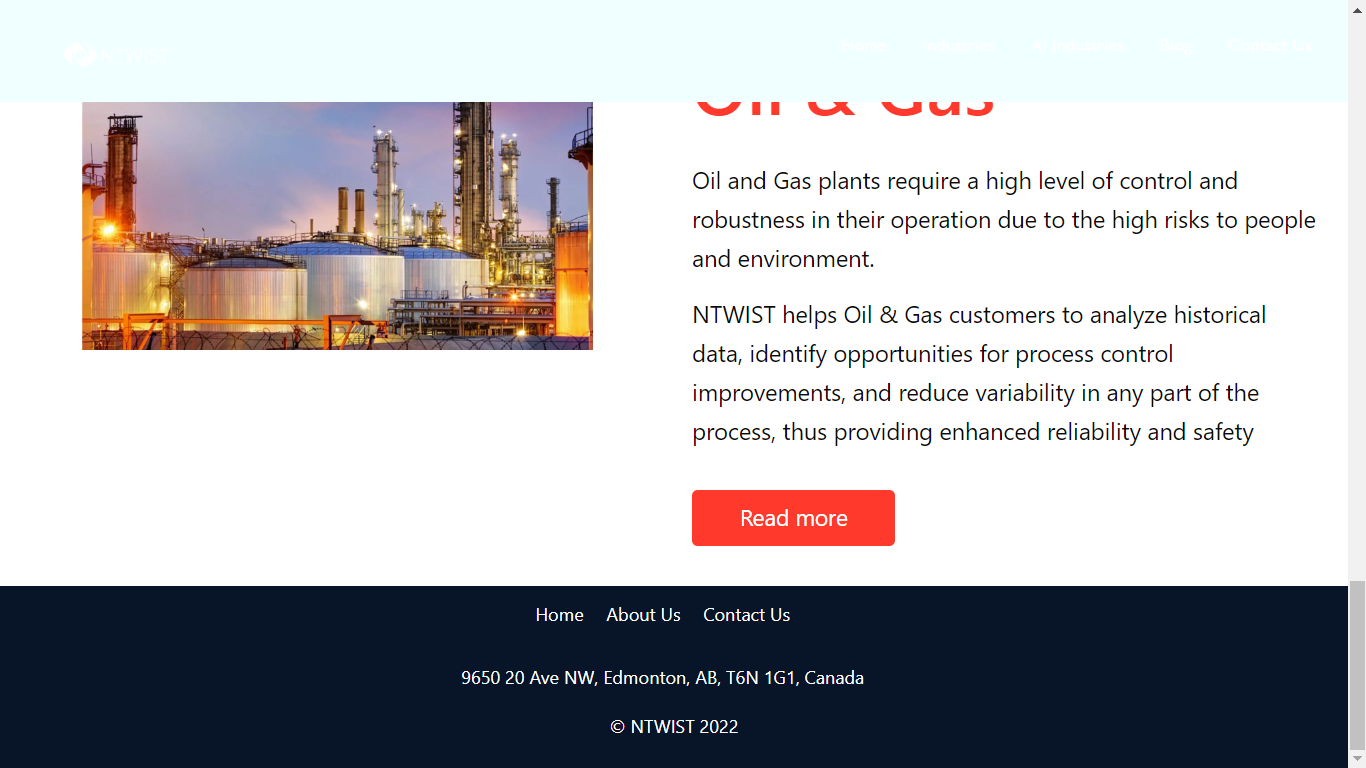 NTWIST
Home Industries AI Industries Blog Contact Us
Oil & Gas
Oil and Gas plants require a high level of control and
robustness in their operation due to the high risks to people
and environment.
NTWIST helps Oil & Gas customers to analyze historical
data, identify opportunities for process control
improvements, and reduce variability in any part of the
process, thus providing enhanced reliability and safety
Read more
Home About Us Contact Us
9650 20 Ave NW, Edmonton, AB, T6N 1G1, Canada
© NTWIST 2022